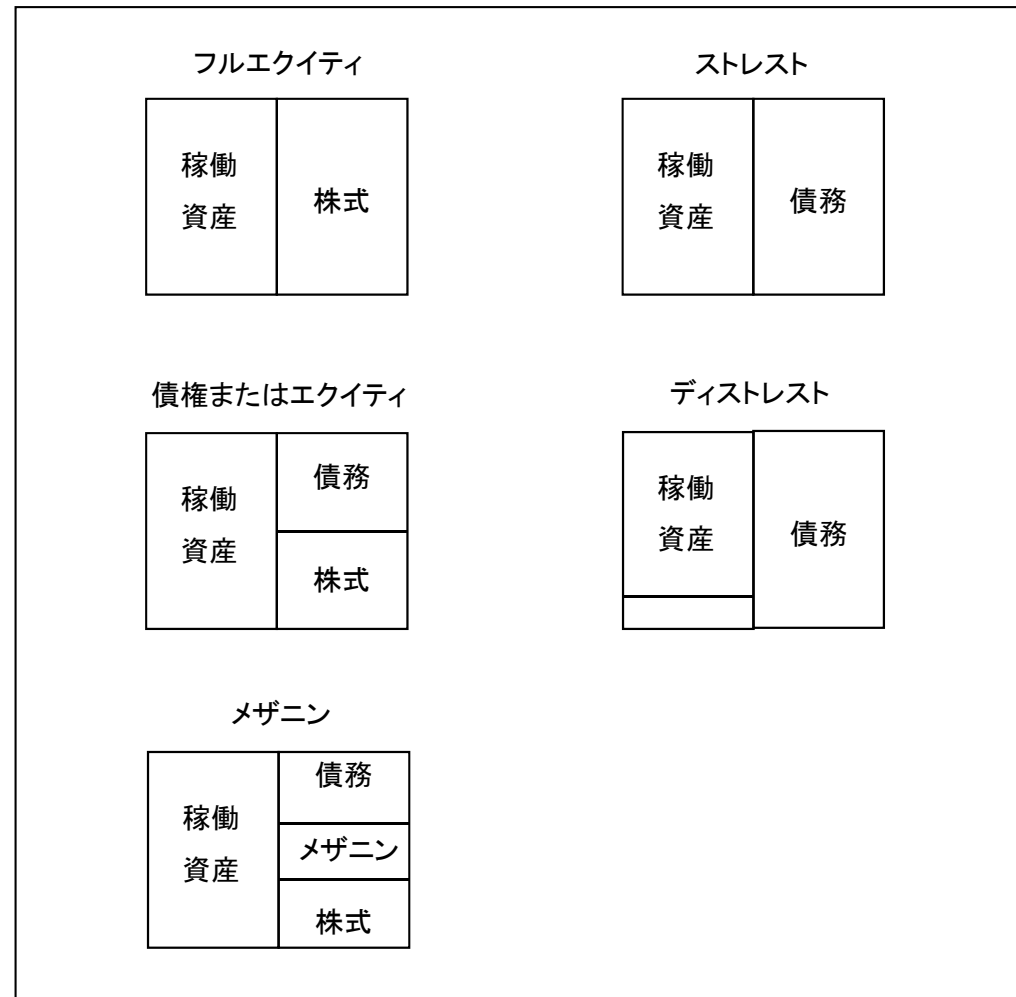 フルエクイティ
稼働
資産
株式
ストレスト
稼働
資産
債務
債権またはエクイティ
稼働
資産
債務
株式
ディストレスト
稼働
資産
債務
メザニン
稼働
資産
債務
メザニン
株式